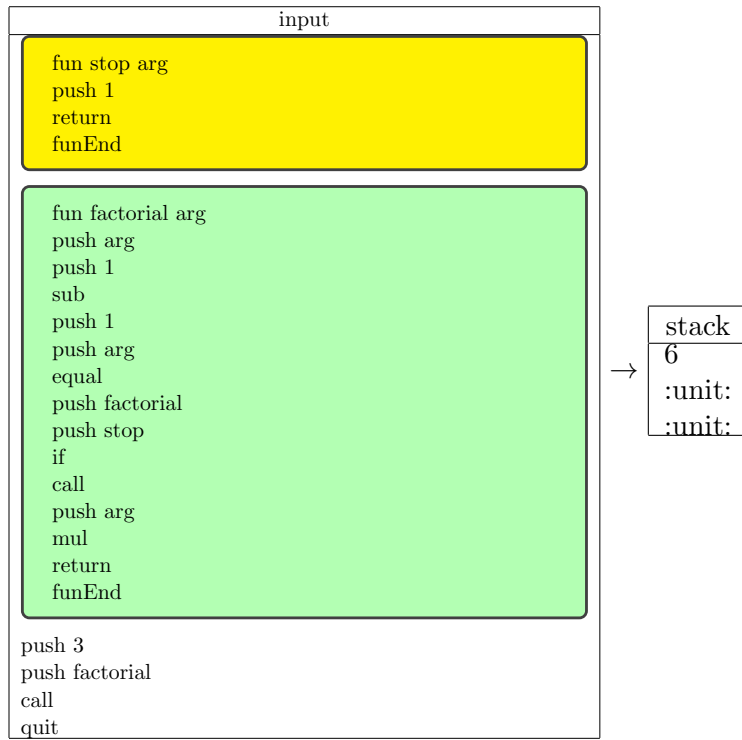 input
fun stop arg
push 1
return
funEnd
fun factorial arg
push arg
push 1
sub
push 1
push arg
equal
push factorial
push stop
if
call
push arg
mul
return
funEnd
push 3
push factorial
call
quit
→
stack
6
:unit:
:unit: